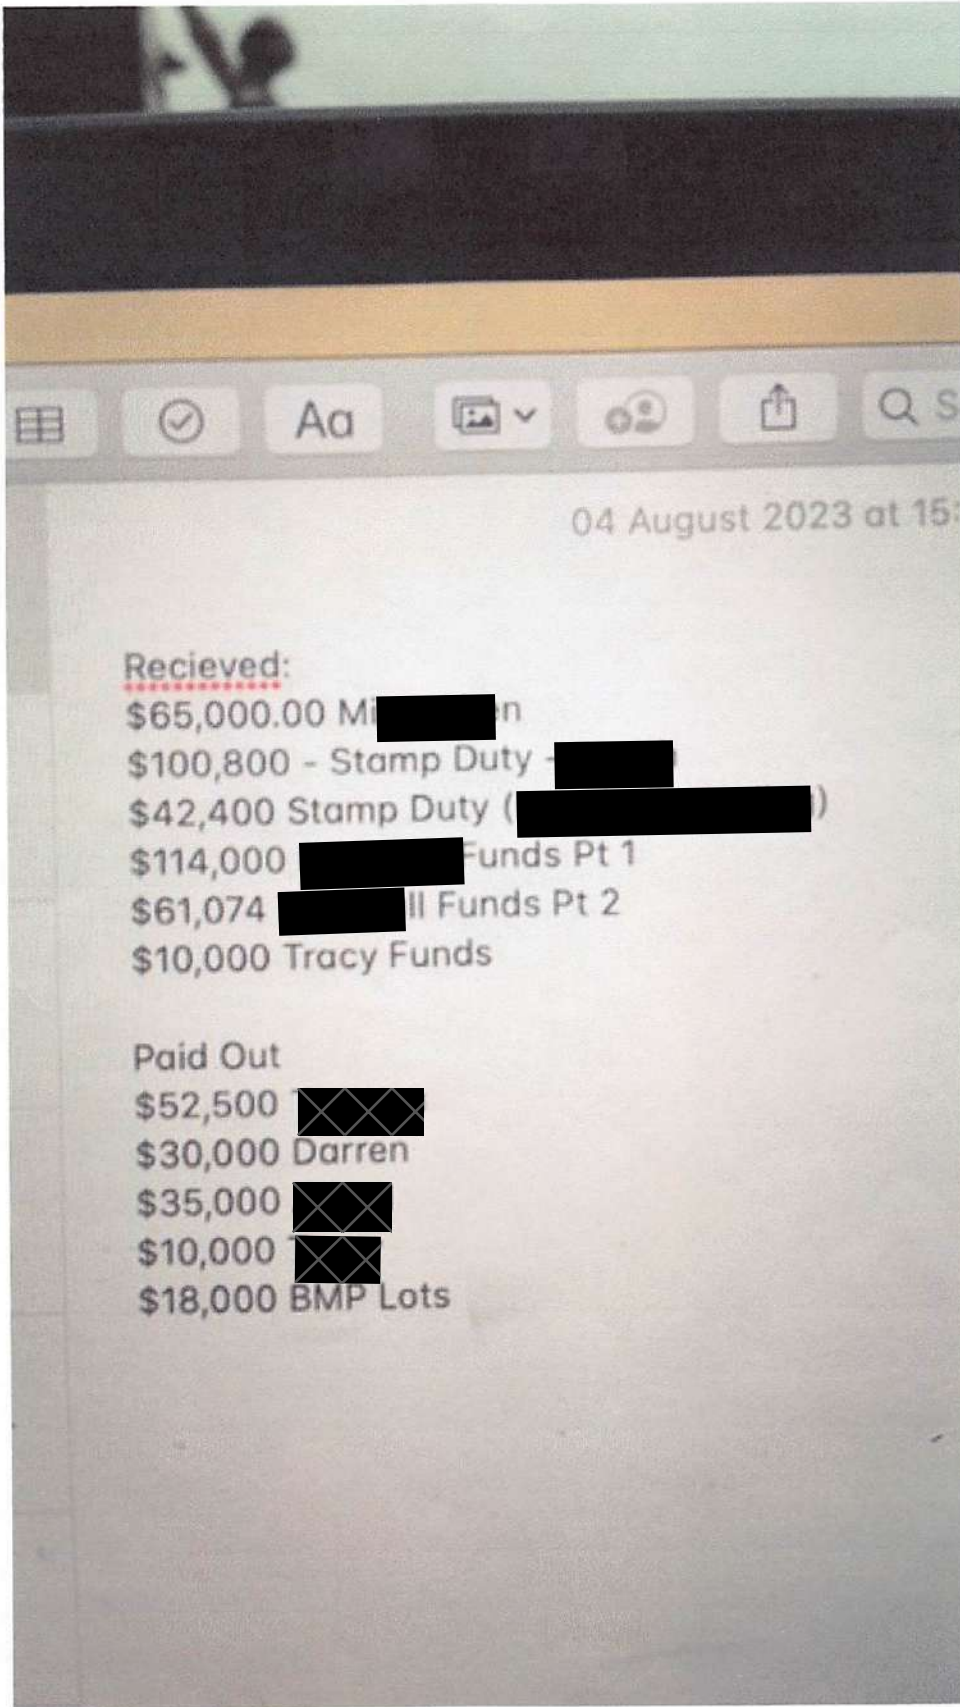 Aa
S
04 August 2023 at 15:
Recieved:
$65,000.00 Mi en
$100,800 - Stamp Duty -
$42,400 Stamp Duty ( )
$114,000 Funds Pt 1
$61,074 ll Funds Pt 2
$10,000 Tracy Funds
Paid Out
$52,500
$30,000 Darren
$35,000
$10,000
$18,000 BMP Lots